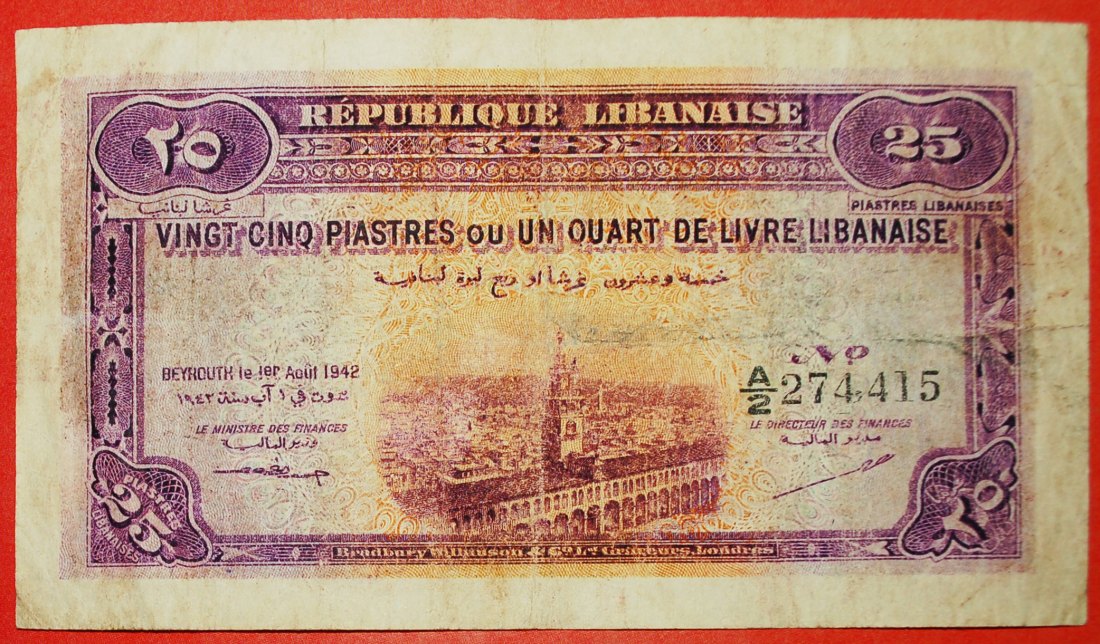 RÉPUBLIQUE LIBANAISE
٢٥
25
غرشا لبنانيا
PIASTRES LIBANAISES
VINGT CINQ PIASTRES OU UN QUART DE LIVRE LIBANAISE
خمسة وعشرون غرشا او ربع ليرة لبنانية
BEYROUTH le 1er Août 1942
بيروت في ١ آب سنة ١٩٤٢
A/2 274,415
LE MINISTRE DES FINANCES
وزير المالية
LE DIRECTEUR DES FINANCES
مدير المالية
PIASTRES
25
LIBANAISES
٢٥
Bradbury Wilkinson & Co. Ld. Graveurs, Londres